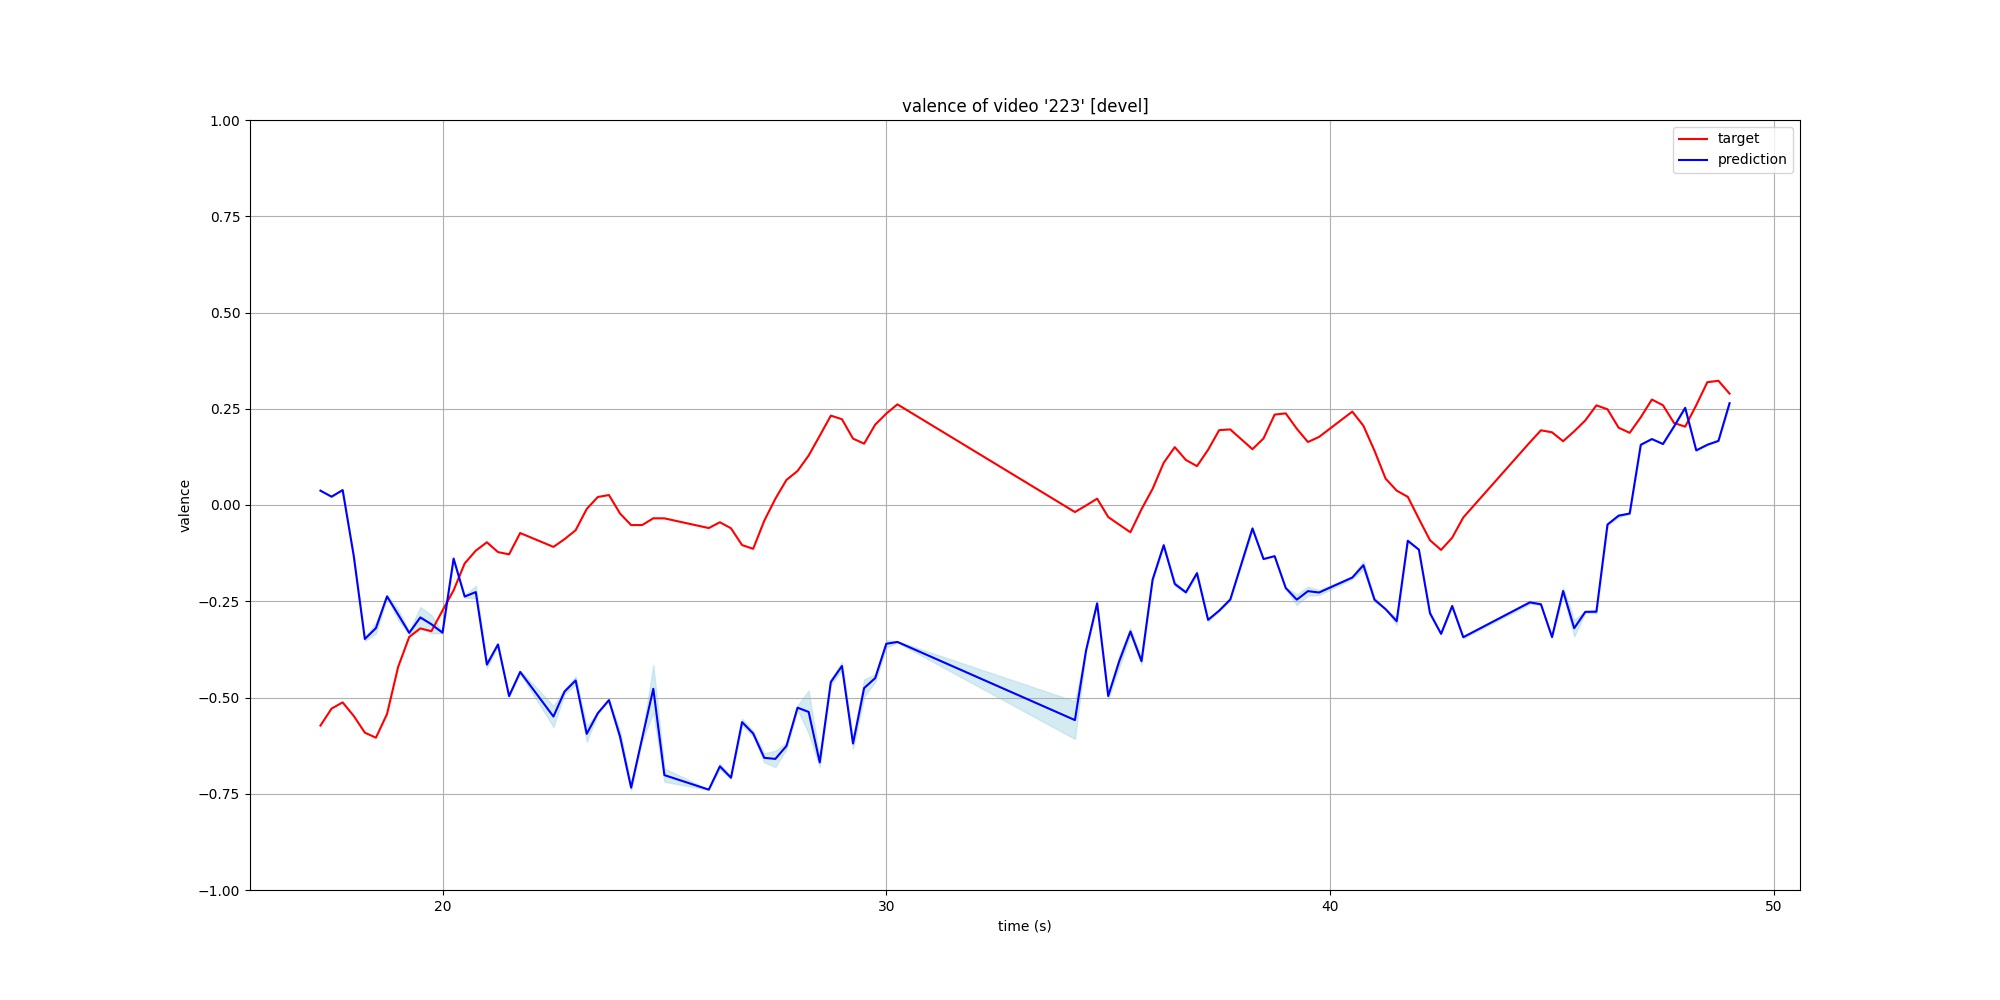 valence of video '223' [devel]
target
prediction
1.00
0.75
0.50
0.25
0.00
−0.25
−0.50
−0.75
−1.00
valence
20 30 40 50
time (s)